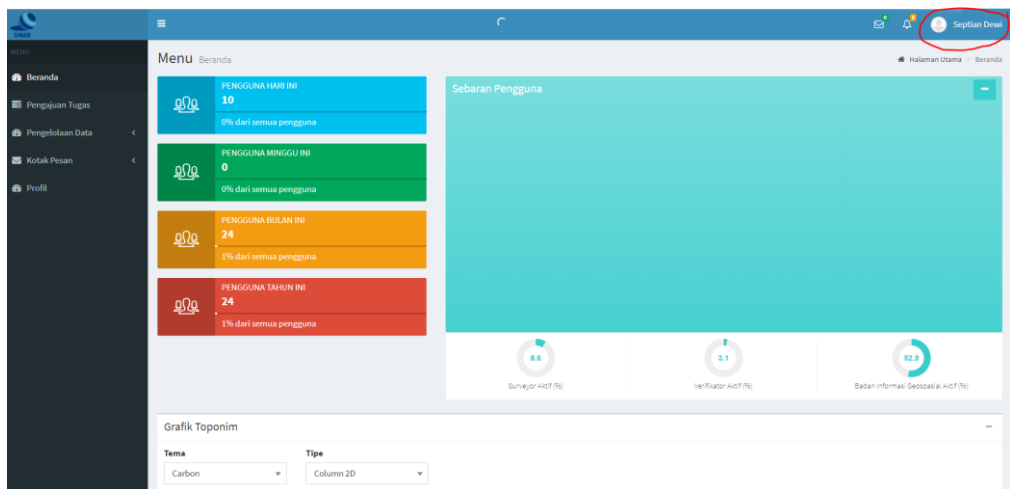 SINAR
Septian Dewi
MENU
Beranda
Pengajuan Tugas
Pengelolaan Data
Kotak Pesan
Profil
Menu Beranda
Halaman Utama > Beranda
PENGGUNA HARI INI
10
0% dari semua pengguna
PENGGUNA MINGGU INI
0
0% dari semua pengguna
PENGGUNA BULAN INI
24
1% dari semua pengguna
PENGGUNA TAHUN INI
24
1% dari semua pengguna
Sebaran Pengguna
8.6
Surveyor Aktif (%)
3.1
Verifikator Aktif (%)
52.9
Badan Informasi Geospasial Aktif (%)
Grafik Toponim
Tema
Carbon
Tipe
Column 2D